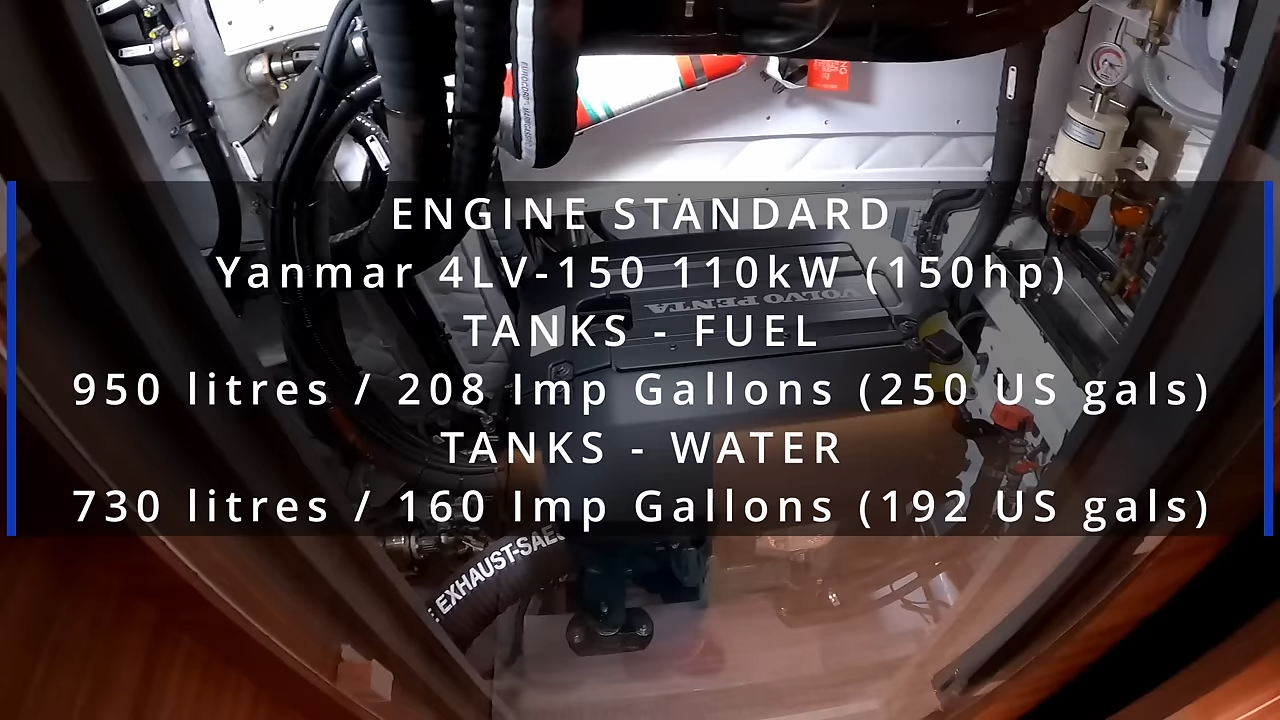 ENGINE STANDARD
Yanmar 4LV-150 110kW (150hp)
VOLVO PENTA
TANKS - FUEL
950 litres / 208 Imp Gallons (250 US gals)
TANKS - WATER
730 litres / 160 Imp Gallons (192 US gals)
EXHAUST-SAE